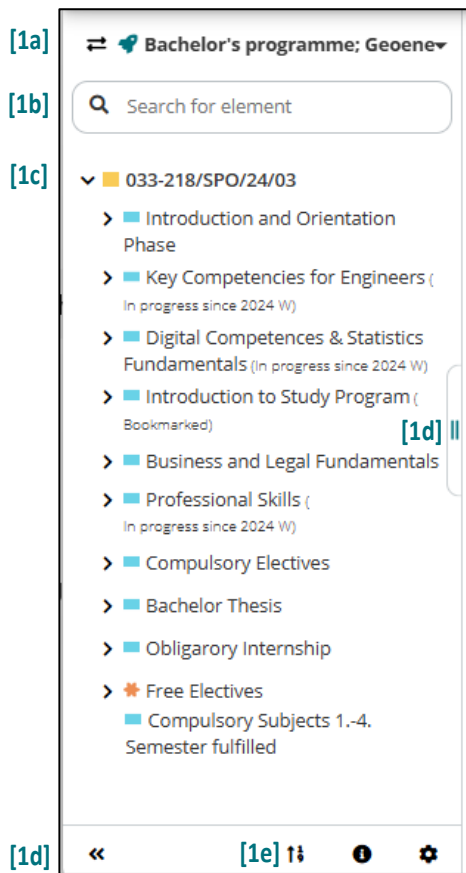 [1a] Bachelor's programme; Geoene
[1b] Search for element
[1c] 033-218/SPO/24/03
Introduction and Orientation
Phase
Key Competencies for Engineers (
In progress since 2024 W)
Digital Competences & Statistics
Fundamentals (In progress since 2024 W)
Introduction to Study Program (
Bookmarked)
[1d]
Business and Legal Fundamentals
Professional Skills (
In progress since 2024 W)
Compulsory Electives
Bachelor Thesis
Obligarory Internship
Free Electives
Compulsory Subjects 1.-4.
Semester fulfilled
[1d] [1e]